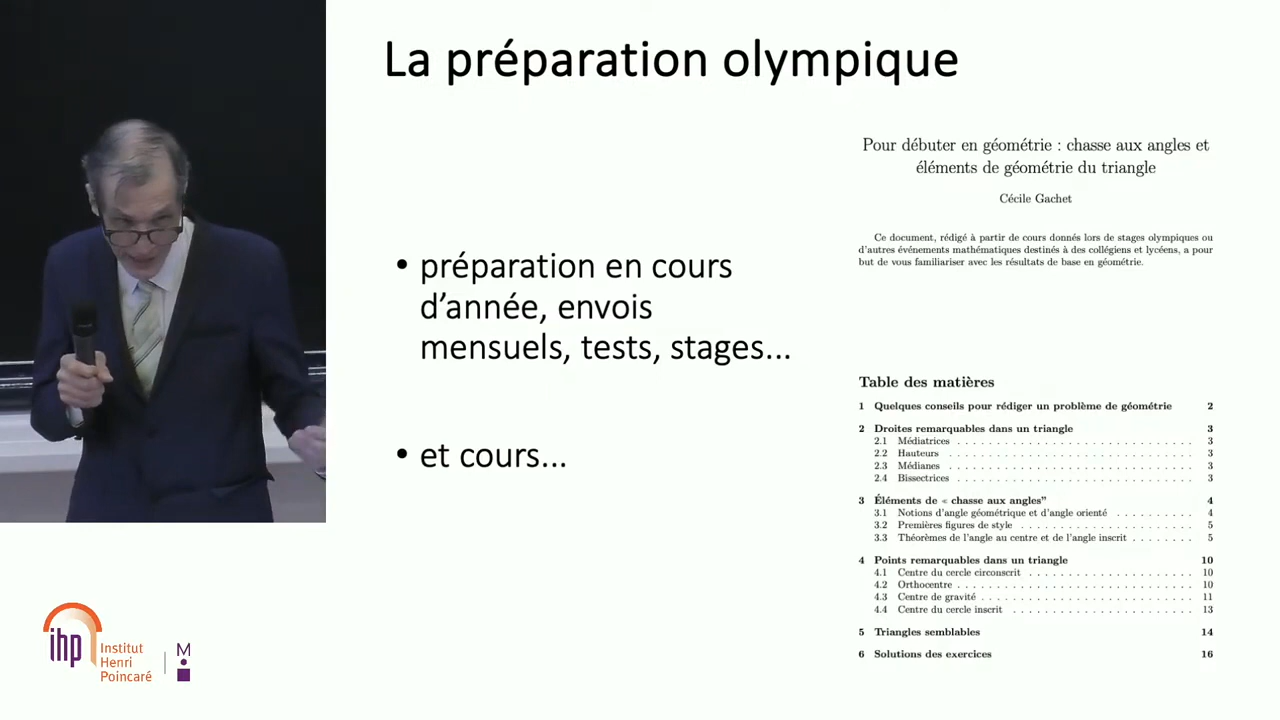 La préparation olympique
• préparation en cours
d’année, envois
mensuels, tests, stages...
• et cours...
Pour débuter en géométrie : chasse aux angles et
éléments de géométrie du triangle
Cécile Gachet
Ce document, rédigé à partir de cours donnés lors de stages olympiques ou
d’autres événements mathématiques destinés à des collégiens et lycéens, a pour
but de vous familiariser avec les résultats de base en géométrie.
Table des matières
1 Quelques conseils pour rédiger un problème de géométrie 2
2 Droites remarquables dans un triangle 3
2.1 Médiatrices . . . . . . . . . . . . . . . . . . . . . . . . . . . . . 3
2.2 Hauteurs . . . . . . . . . . . . . . . . . . . . . . . . . . . . . . 3
2.3 Médianes . . . . . . . . . . . . . . . . . . . . . . . . . . . . . . 3
2.4 Bissectrices . . . . . . . . . . . . . . . . . . . . . . . . . . . . . 3
3 Éléments de « chasse aux angles” 4
3.1 Notions d’angle géométrique et d’angle orienté . . . . . . . . . . 4
3.2 Premières figures de style . . . . . . . . . . . . . . . . . . . . . 5
3.3 Théorèmes de l’angle au centre et de l’angle inscrit . . . . . . . . 5
4 Points remarquables dans un triangle 10
4.1 Centre du cercle circonscrit . . . . . . . . . . . . . . . . . . . . 10
4.2 Orthocentre . . . . . . . . . . . . . . . . . . . . . . . . . . . . . 10
4.3 Centre de gravité . . . . . . . . . . . . . . . . . . . . . . . . . . 11
4.4 Centre du cercle inscrit . . . . . . . . . . . . . . . . . . . . . . 13
5 Triangles semblables 14
6 Solutions des exercices 16
ihp
Institut
Henri
Poincaré
M